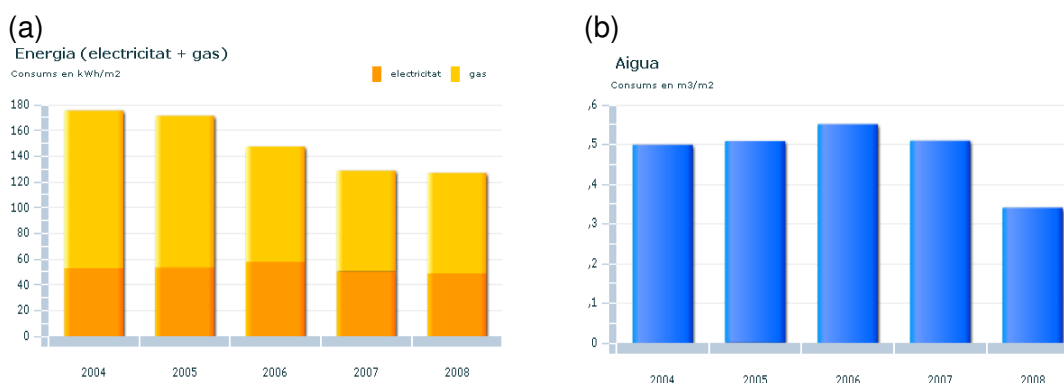 (a)
Energia (electricitat + gas)
Consums en kWh/m2
electricitat gas
180
160
140
120
100
80
60
40
20
0
2004 2005 2006 2007 2008
(b)
Aigua
Consums en m3/m2
,6
,5
,4
,3
,2
,1
0
2004 2005 2006 2007 2008